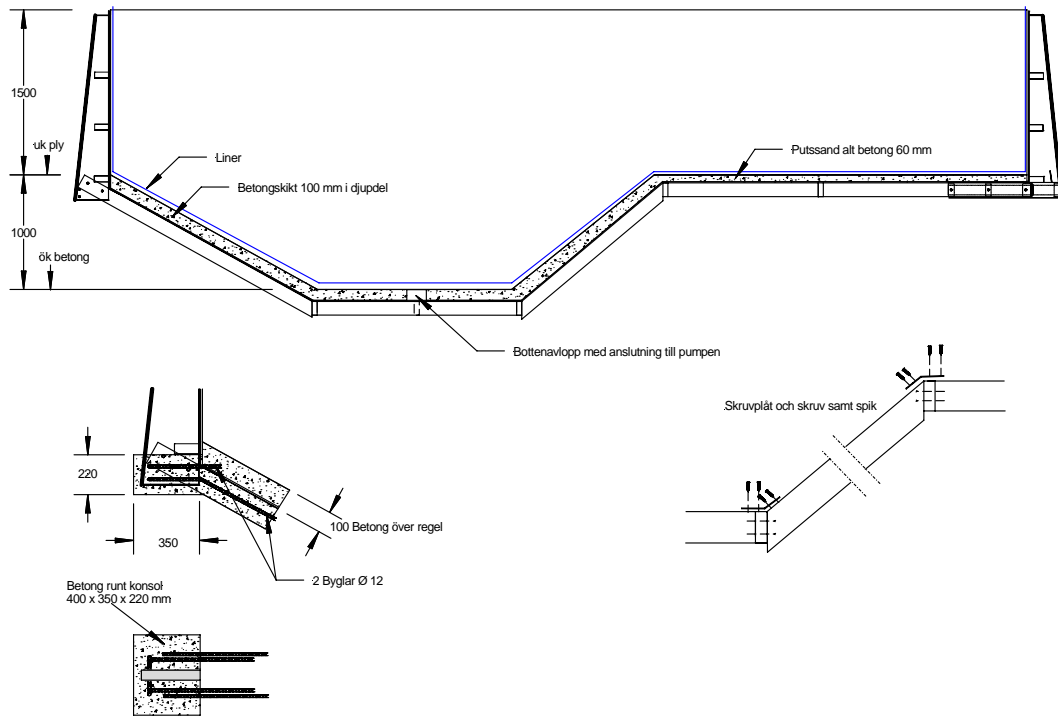 1500
uk ply
Liner
Putssand alt betong 60 mm
Betongskikt 100 mm i djupdel
1000
ök betong
Bottenavlopp med anslutning till pumpen
Skruvplåt och skruv samt spik
220
100 Betong över regel
350
2 Byglar Ø 12
Betong runt konsol
400 x 350 x 220 mm